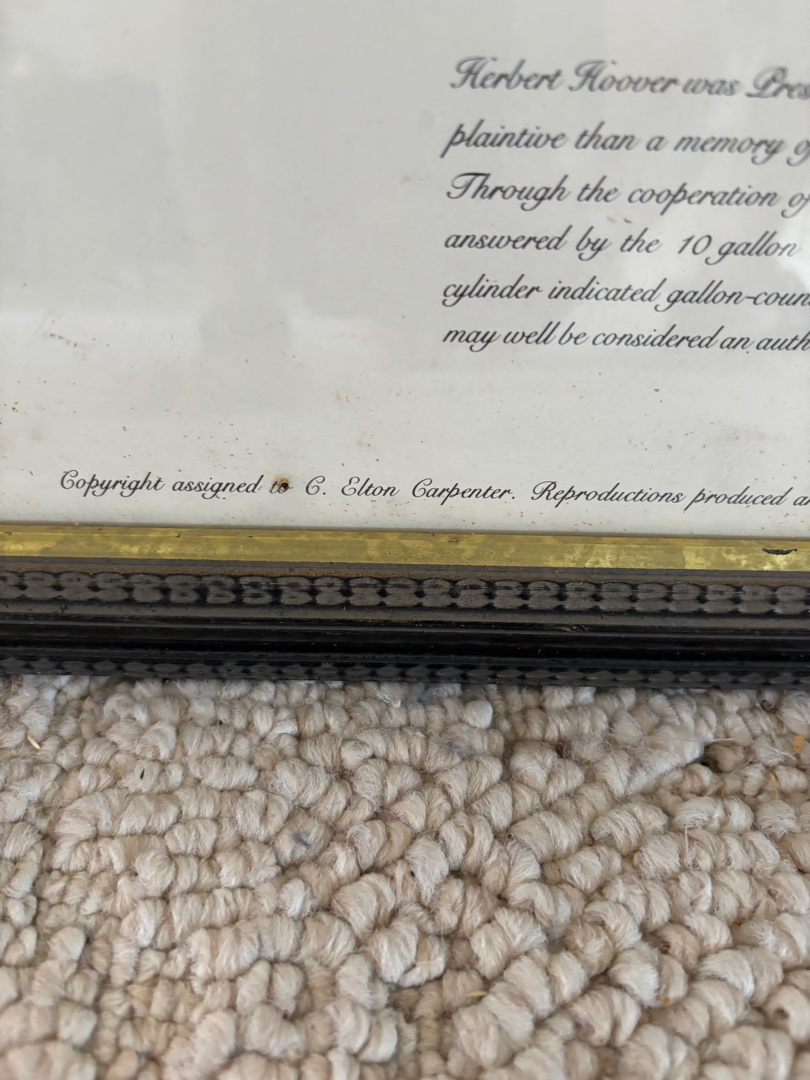 Herbert Hoover was Pres
plaintive than a memory o
Through the cooperation of
answered by the 10 gallon
cylinder indicated gallon-coun
may well be considered an auth
Copyright assigned to C. Elton Carpenter. Reproductions produced a